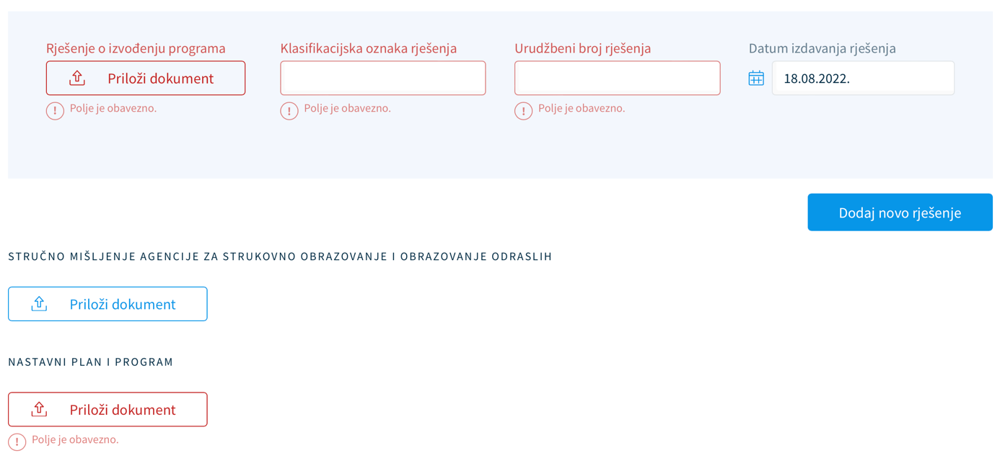 Rješenje o izvođenju programa
Klasifikacijska oznaka rješenja
Urudžbeni broj rješenja
Datum izdavanja rješenja
Priloži dokument
18.08.2022.
Polje je obavezno.
Polje je obavezno.
Polje je obavezno.
Dodaj novo rješenje
STRUČNO MIŠLJENJE AGENCIJE ZA STRUKOVNO OBRAZOVANJE I OBRAZOVANJE ODRASLIH
Priloži dokument
NASTAVNI PLAN I PROGRAM
Priloži dokument
Polje je obavezno.